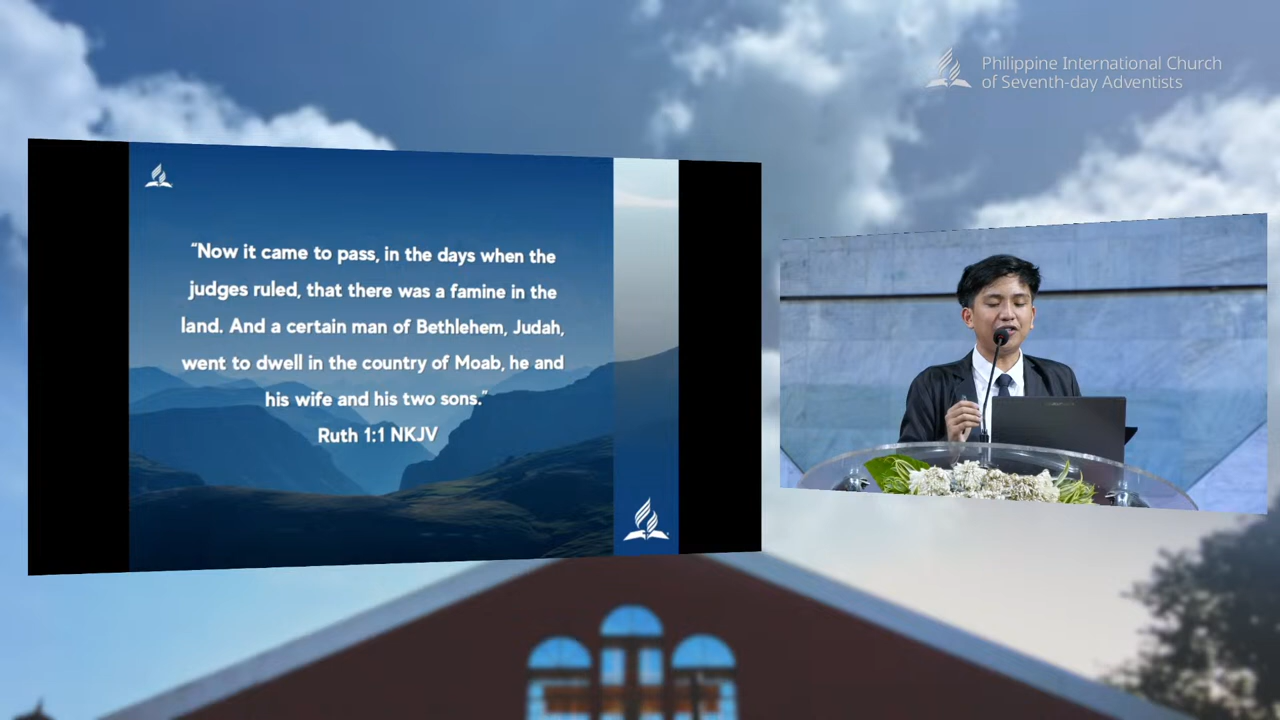 Philippine International Church
of Seventh-day Adventists
“Now it came to pass, in the days when the
judges ruled, that there was a famine in the
land. And a certain man of Bethlehem, Judah,
went to dwell in the country of Moab, he and
his wife and his two sons.”
Ruth 1:1 NKJV